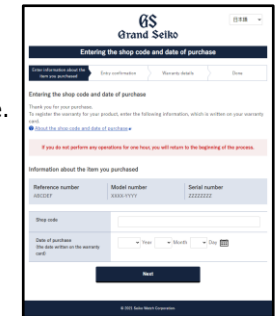 e.
GS
Grand Seiko
日本語
Entering the shop code and date of purchase
Enter information about the item you purchased
Entry confirmation
Warranty details
Done
Entering the shop code and date of purchase
Thank you for your purchase.
To register the warranty for your product, enter the following information, which is written on your warranty card.
About the shop code and date of purchase
If you do not perform any operations for one hour, you will return to the beginning of the process.
Information about the item you purchased
Reference number Model number Serial number
ABCDEF XXXX-YYYY ZZZZZZZZ
Shop code
Date of purchase
(the date written on the warranty card)
Year Month Day
Next
© 2021 Seiko Watch Corporation